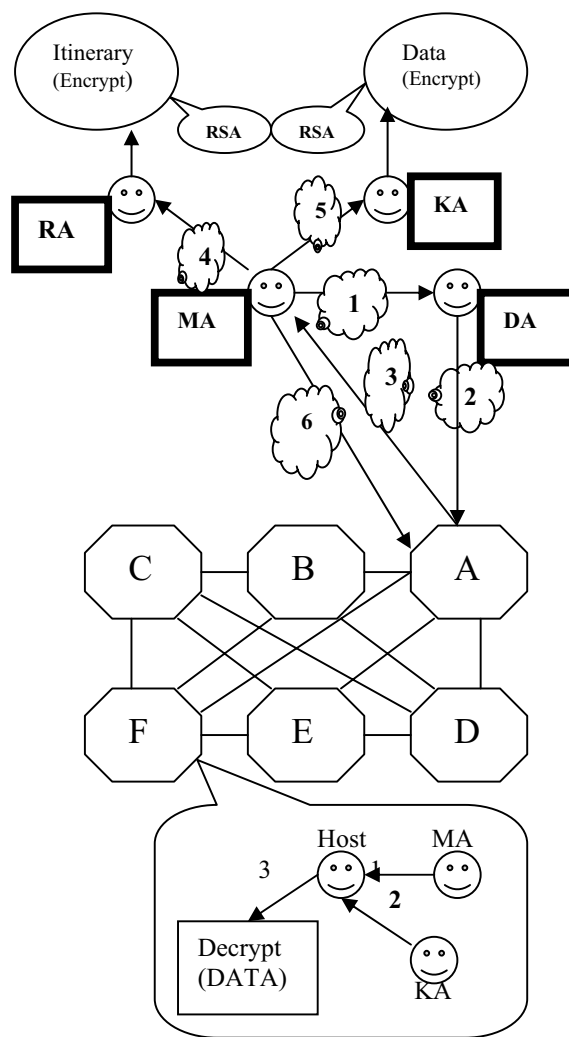 Itinerary
(Encrypt)
Data
(Encrypt)
RSA
RSA
RA
KA
5
4
MA
1
DA
3
2
6
C
B
A
F
E
D
Host
MA
3
1
2
Decrypt
(DATA)
KA